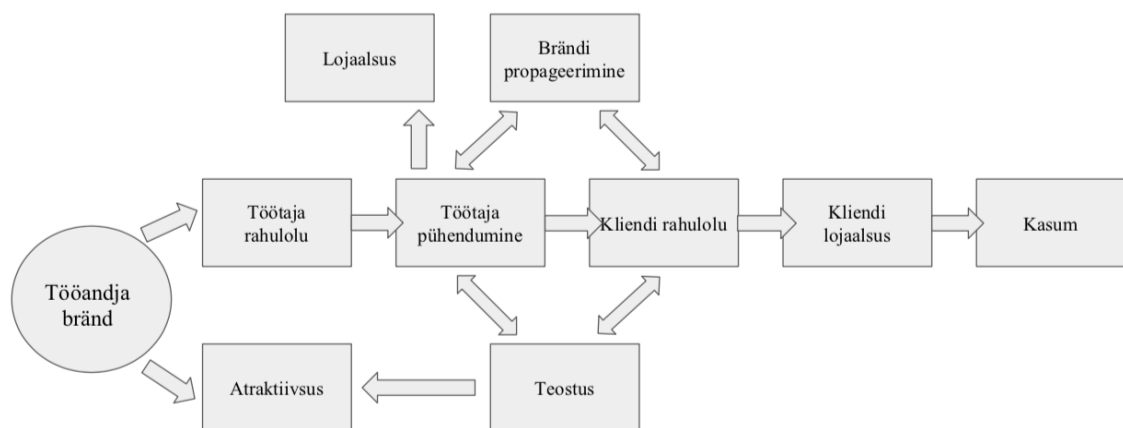 Lojaalsus
Brändi
propageerimine
Töötaja
rahulolu
Töötaja
pühendumine
Kliendi rahulolu
Kliendi
lojaalsus
Kasum
Tööandja
bränd
Atraktiivsus
Teostus